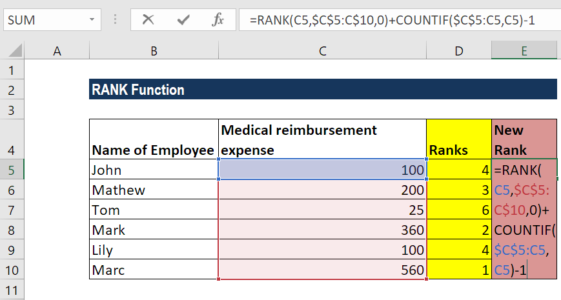 SUM fx =RANK(C5,$C$5:C$10,0)+COUNTIF($C$5:C5,C5)-1
A B C D E
1
2 RANK Function
3
Medical reimbursement New
4 Name of Employee expense Ranks Rank
5 John 100 4 =RANK(
6 Mathew 200 3 C5,$C$5:
7 Tom 25 6 C$10,0)+
8 Mark 360 2 COUNTIF(
9 Lily 100 4 $C$5:C5,
10 Marc 560 1 C5)-1
11